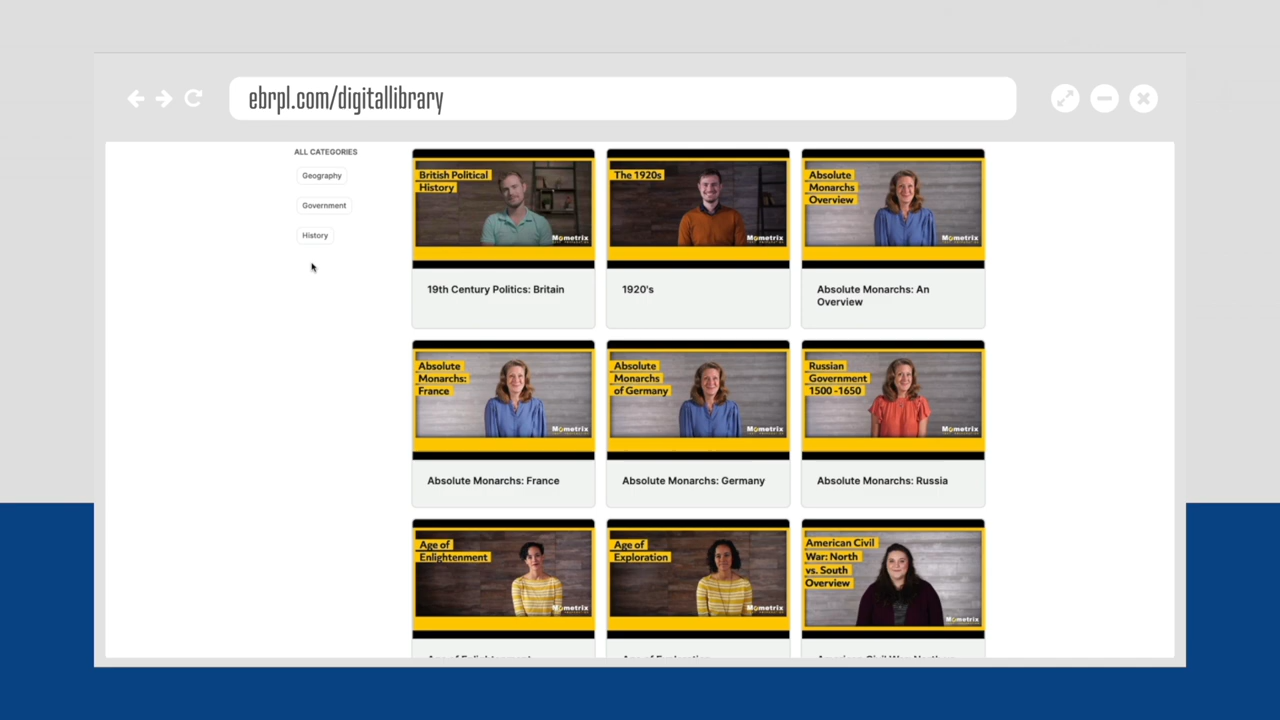 ebrpl.com/digitallibrary
ALL CATEGORIES
Geography
Government
History
British Political
History
Mometrix
19th Century Politics: Britain
The 1920s
Mometrix
1920's
Absolute
Monarchs
Overview
Mometrix
Absolute Monarchs: An
Overview
Absolute
Monarchs:
France
Mometrix
Absolute Monarchs: France
Absolute
Monarchs
of Germany
Mometrix
Absolute Monarchs: Germany
Russian
Government
1500 -1650
Mometrix
Absolute Monarchs: Russia
Age of
Enlightenment
Mometrix
Age of
Exploration
Mometrix
American Civil
War: North
vs. South
Overview
Mometrix